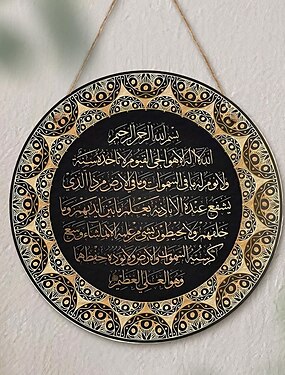 بسم الله الرحمن الرحيم
الله لا إله إلا هو الحي القيوم لا تأخذه سنة
ولا نوم له ما في السموات وما في الأرض من ذا الذي
يشفع عنده إلا بإذنه يعلم ما بين أيديهم وما
خلفهم ولا يحيطون بشيء من علمه إلا بما شاء وسع
كرسيه السموات والأرض ولا يؤده حفظهما
وهو العلي العظيم